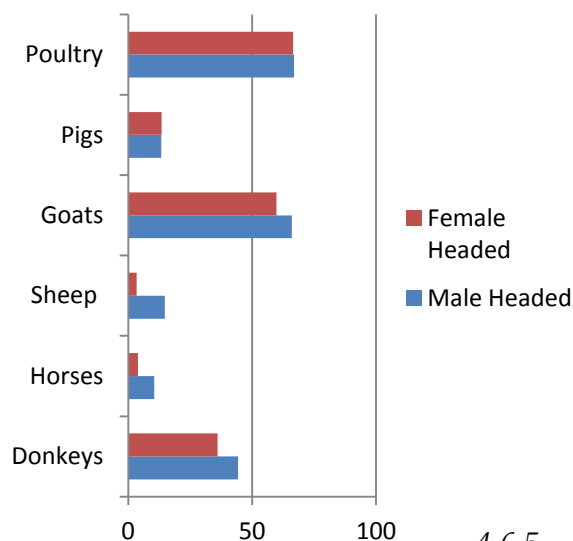 Poultry
Pigs
Goats
Sheep
Horses
Donkeys
0 50 100
Female
Headed
Male Headed